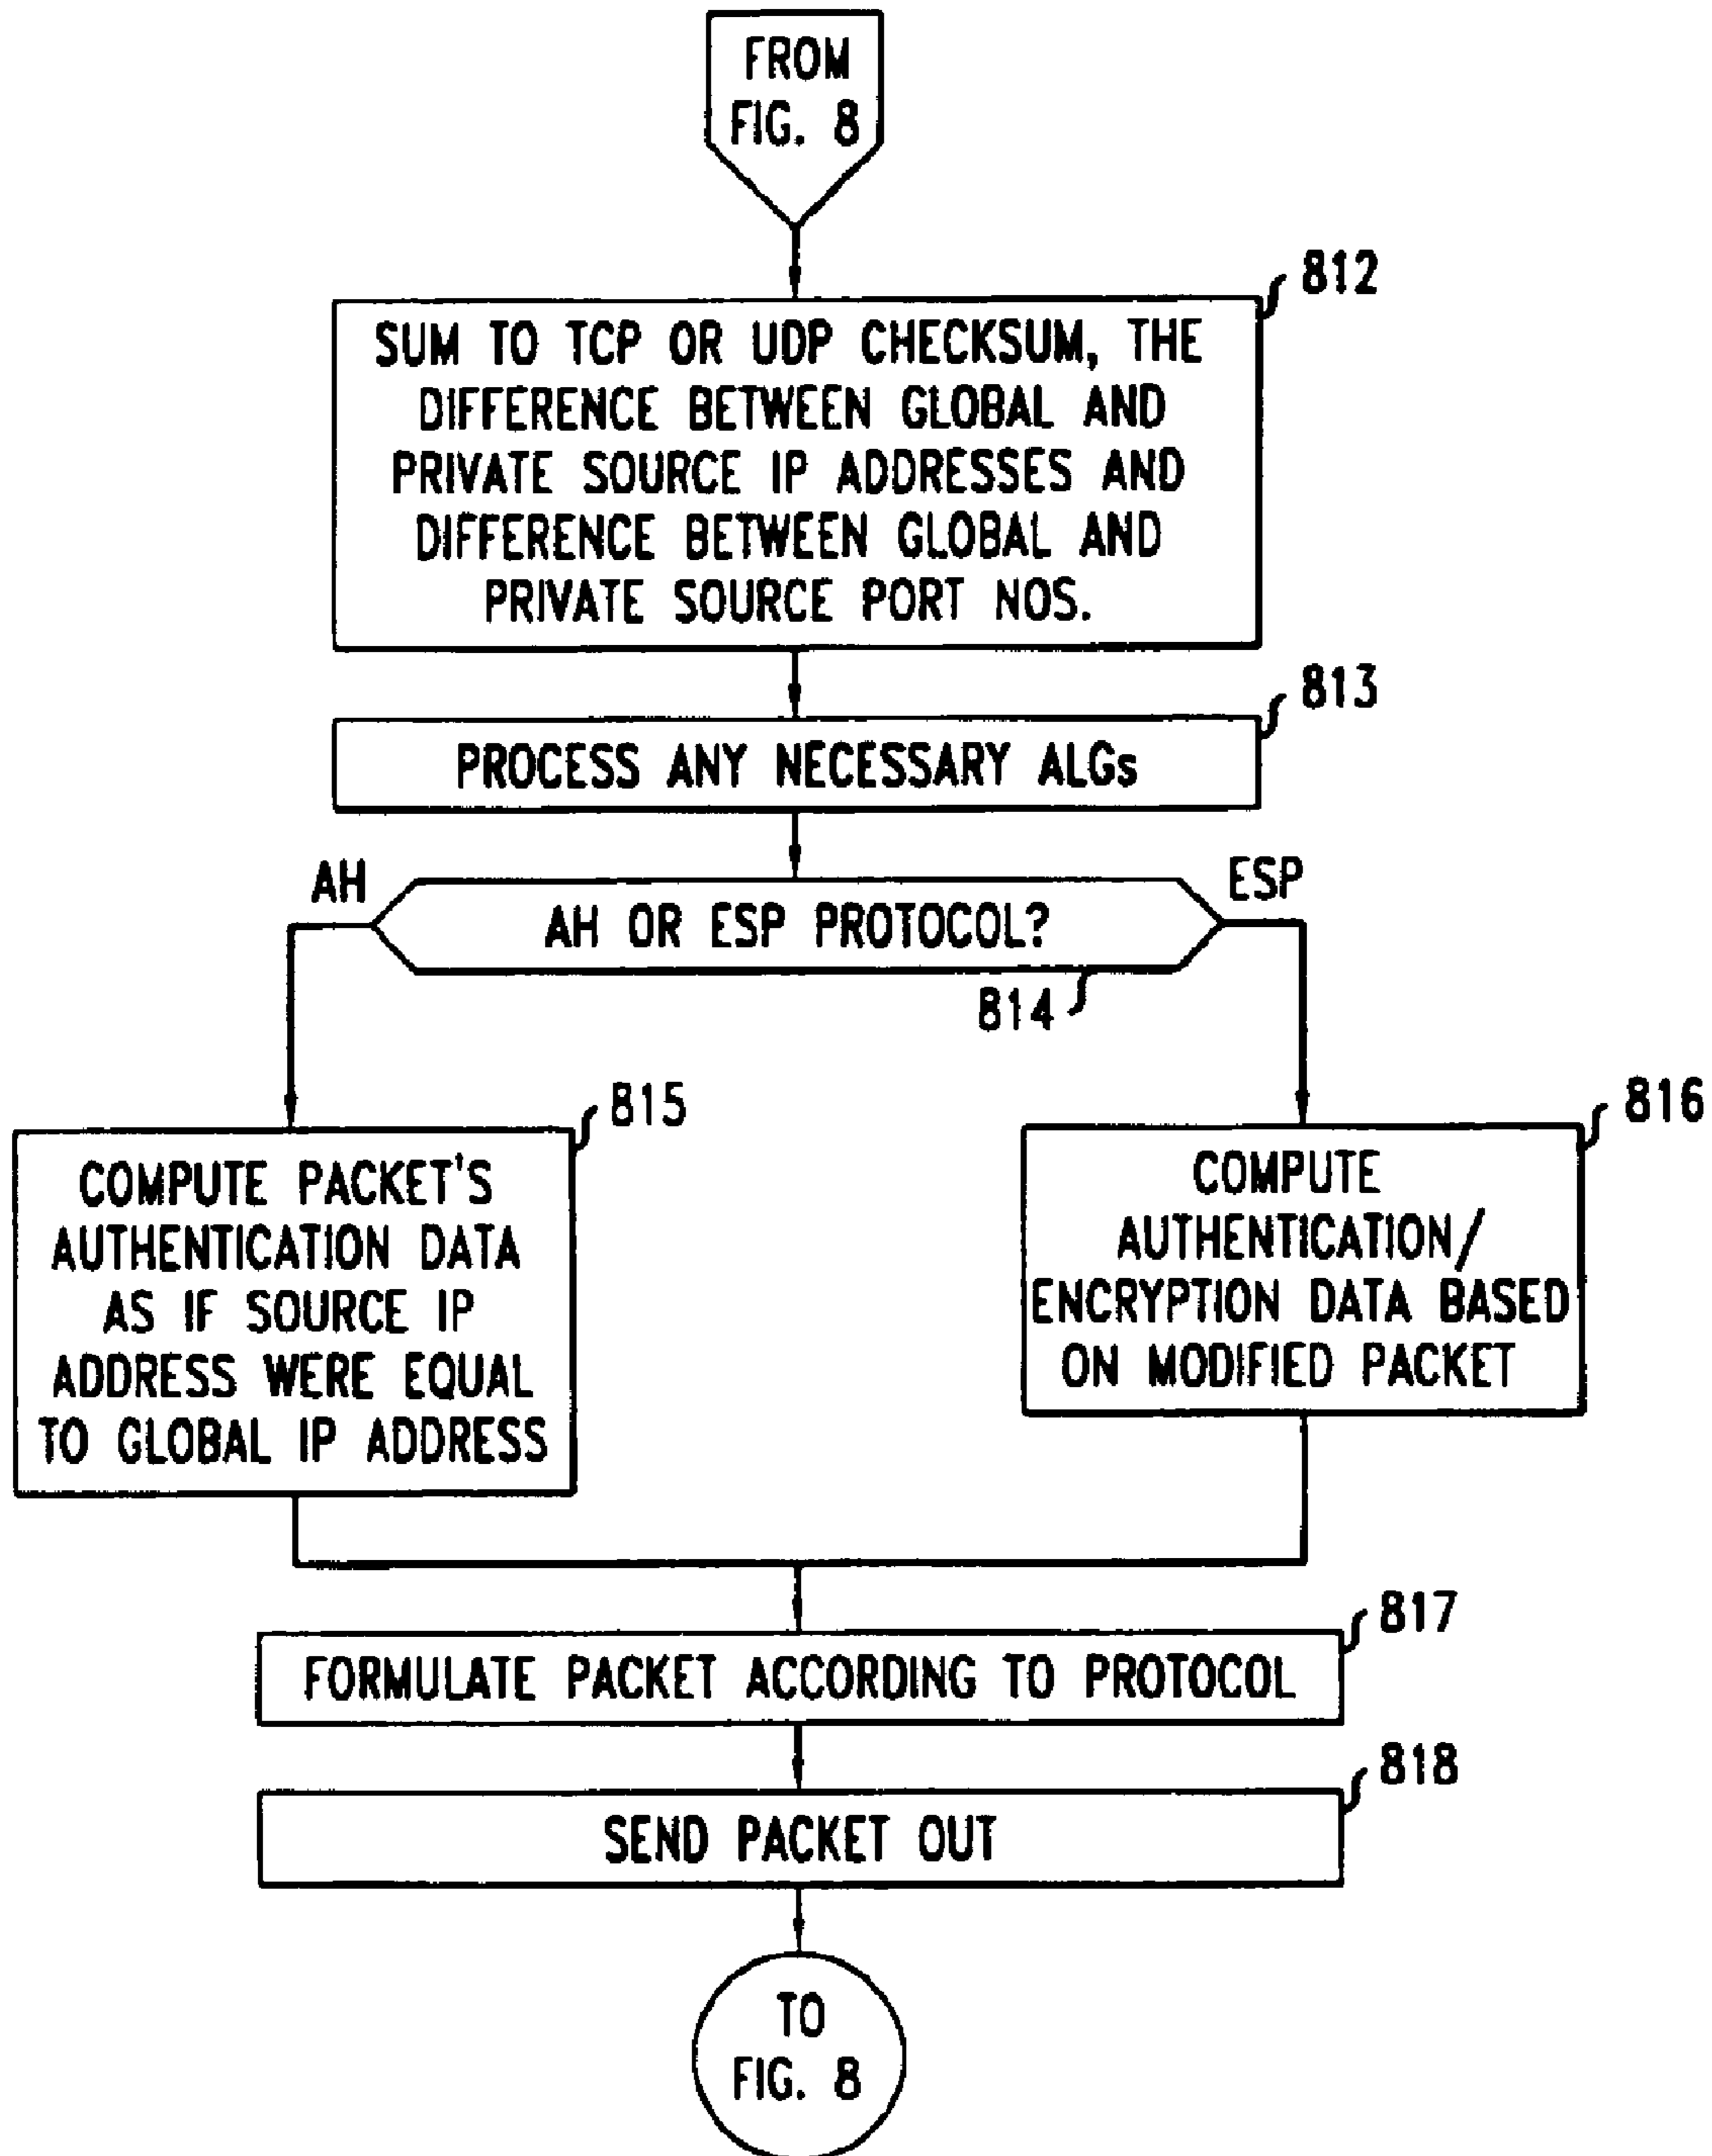 FROM
FIG. 8
812
SUM TO TCP OR UDP CHECKSUM, THE
DIFFERENCE BETWEEN GLOBAL AND
PRIVATE SOURCE IP ADDRESSES AND
DIFFERENCE BETWEEN GLOBAL AND
PRIVATE SOURCE PORT NOS.
813
PROCESS ANY NECESSARY ALGs
AH
ESP
AH OR ESP PROTOCOL?
814
815
COMPUTE PACKET'S
AUTHENTICATION DATA
AS IF SOURCE IP
ADDRESS WERE EQUAL
TO GLOBAL IP ADDRESS
816
COMPUTE
AUTHENTICATION/
ENCRYPTION DATA BASED
ON MODIFIED PACKET
817
FORMULATE PACKET ACCORDING TO PROTOCOL
818
SEND PACKET OUT
TO
FIG. 8